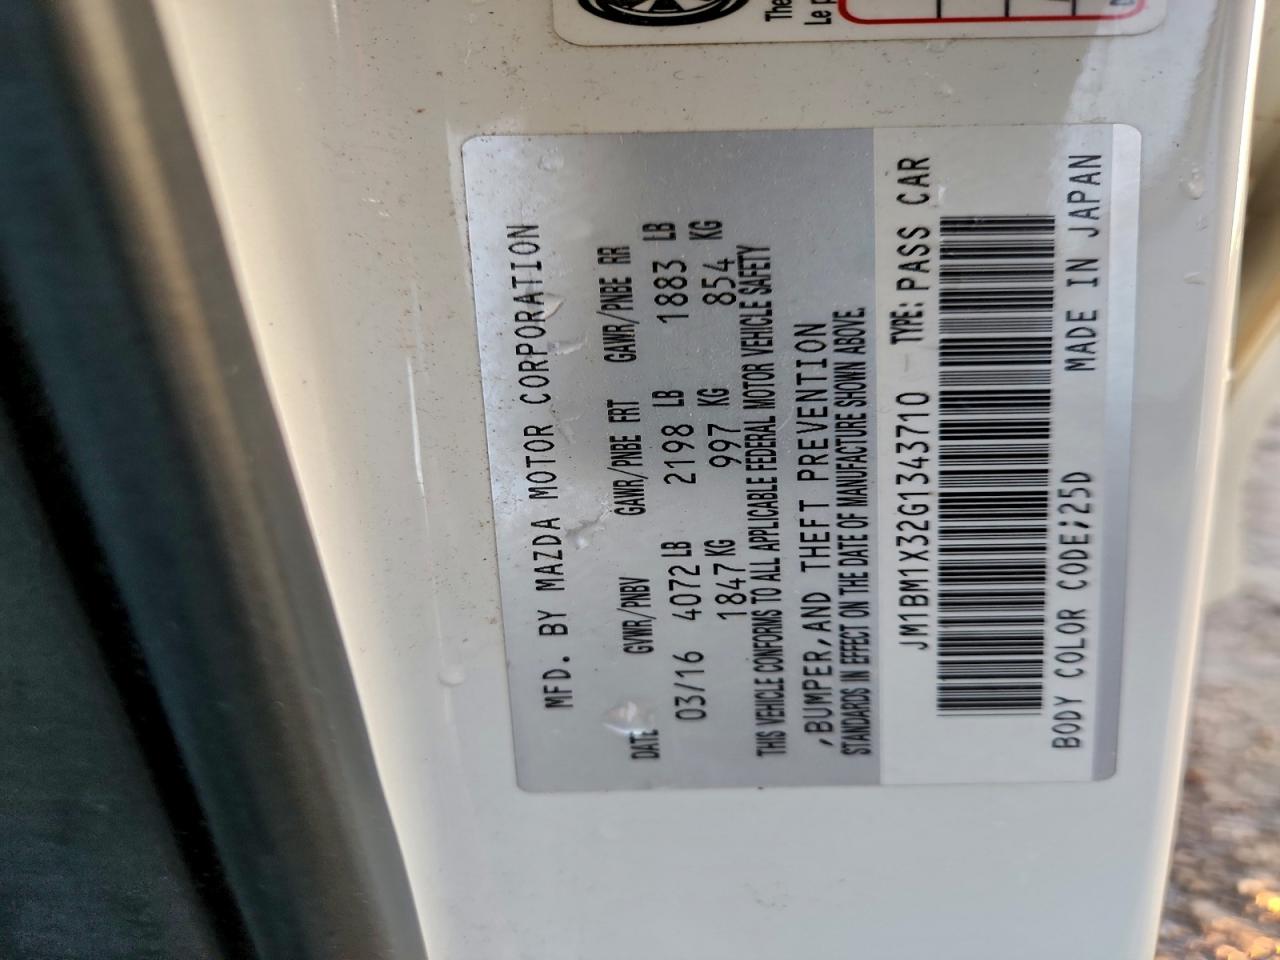 The
Le p
MFD. BY MAZDA MOTOR CORPORATION
DATE GVWR/PNBV GAWR/PNBE FRT GAWR/PNBE RR
03/16 4072 LB 2198 LB 1883 LB
1847 KG 997 KG 854 KG
THIS VEHICLE CONFORMS TO ALL APPLICABLE FEDERAL MOTOR VEHICLE SAFETY
,BUMPER,AND THEFT PREVENTION
STANDARDS IN EFFECT ON THE DATE OF MANUFACTURE SHOWN ABOVE.
JM1BM1X32G1343710 TYPE: PASS CAR
BODY COLOR CODE;25D MADE IN JAPAN